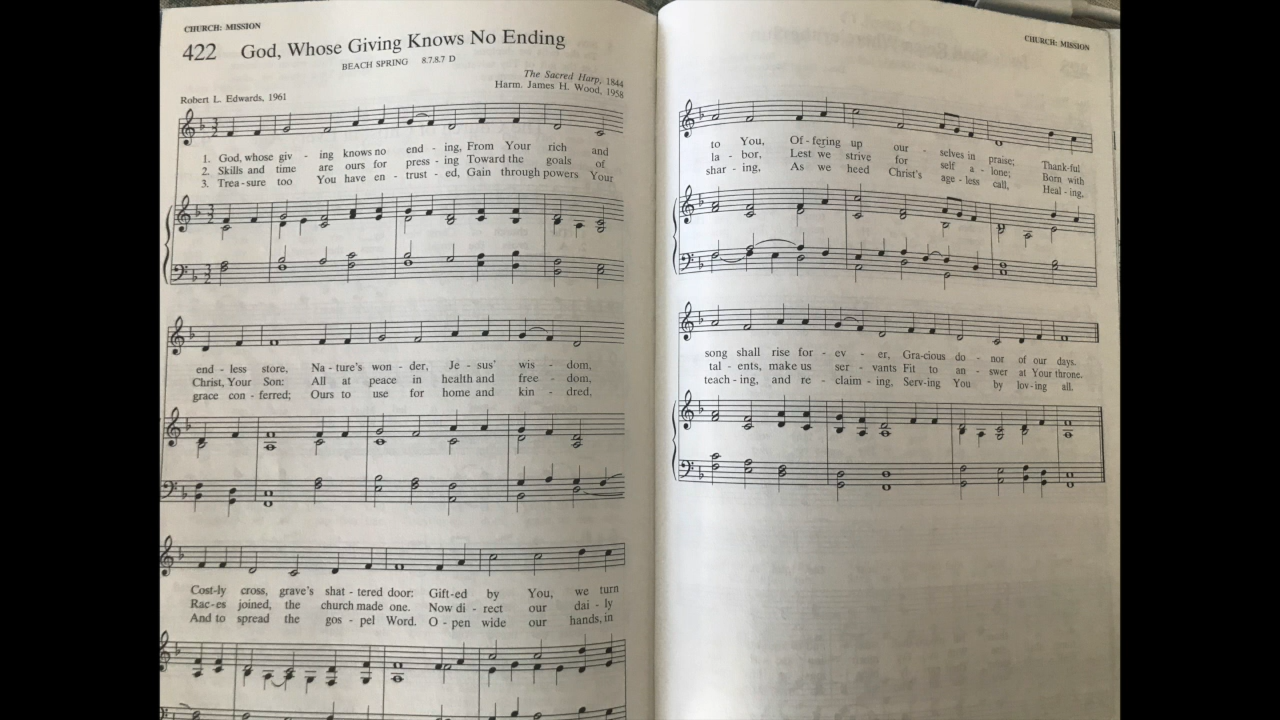 CHURCH: MISSION
422 God, Whose Giving Knows No Ending
BEACH SPRING 8.7.8.7 D
The Sacred Harp, 1844
Harm. James H. Wood, 1958
Robert L. Edwards, 1961
1. God, whose giv - ing knows no end - ing, From Your rich and
2. Skills and time are ours for press - ing Toward the goals of
3. Trea - sure too You have en - trust - ed, Gain through powers Your
end - less store, Na - ture's won - der, Je - sus' wis - dom,
Christ, Your Son: All at peace in health and free - dom,
grace con - ferred; Ours to use for home and kin - dred,
Cost-ly cross, grave's shat - tered door: Gift-ed by You, we turn
Rac-es joined, the church made one. Now di - rect our dai - ly
And to spread the gos - pel Word. O - pen wide our hands, in
CHURCH: MISSION
to You, Of - fering up our - selves in praise; Thank-ful
la - bor, Lest we strive for self a - lone; Born with
shar - ing, As we heed Christ's age - less call, Heal - ing,
song shall rise for - ev - er, Gra-cious do - nor of our days.
tal - ents, make us ser - vants Fit to an - swer at Your throne.
teach - ing, and re - claim - ing, Serv-ing You by lov-ing all.